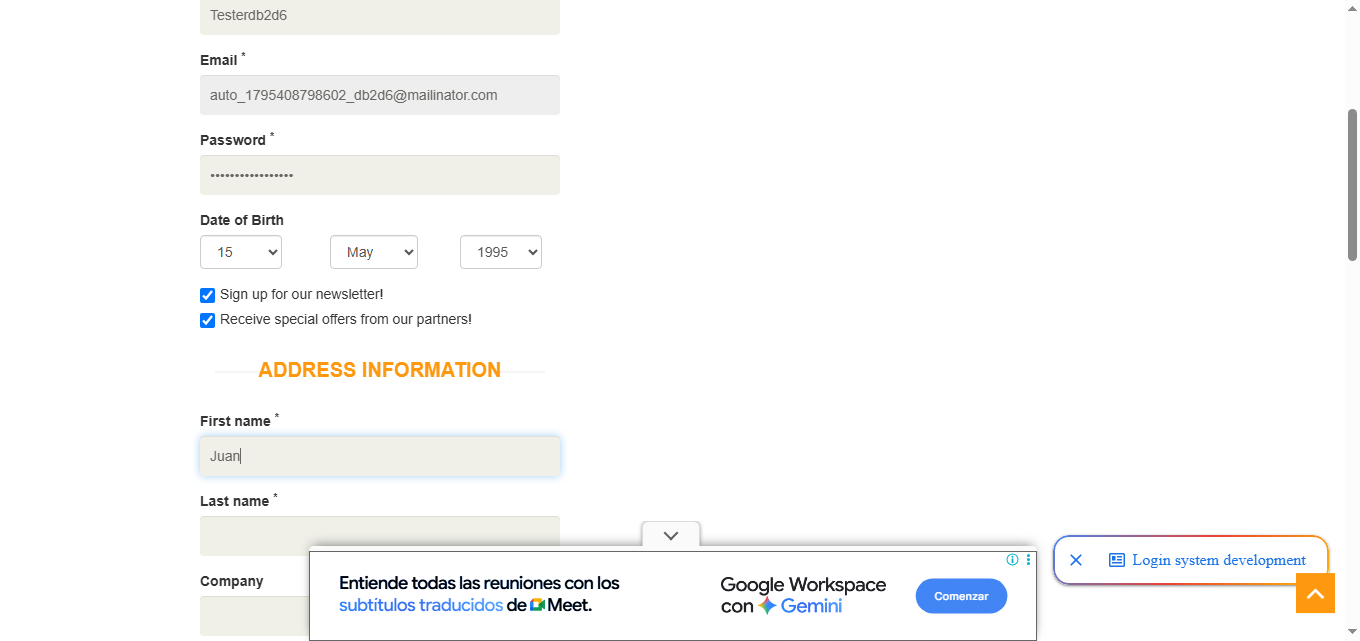 Testerdb2d6
Email *
auto_1795408798602_db2d6@mailinator.com
Password *
•••••••••••••••••
Date of Birth
15 May 1995
Sign up for our newsletter!
Receive special offers from our partners!
ADDRESS INFORMATION
First name *
Juan
Last name *
Company
Entiende todas las reuniones con los
subtítulos traducidos de Meet.
Google Workspace
con Gemini
Comenzar
Login system development